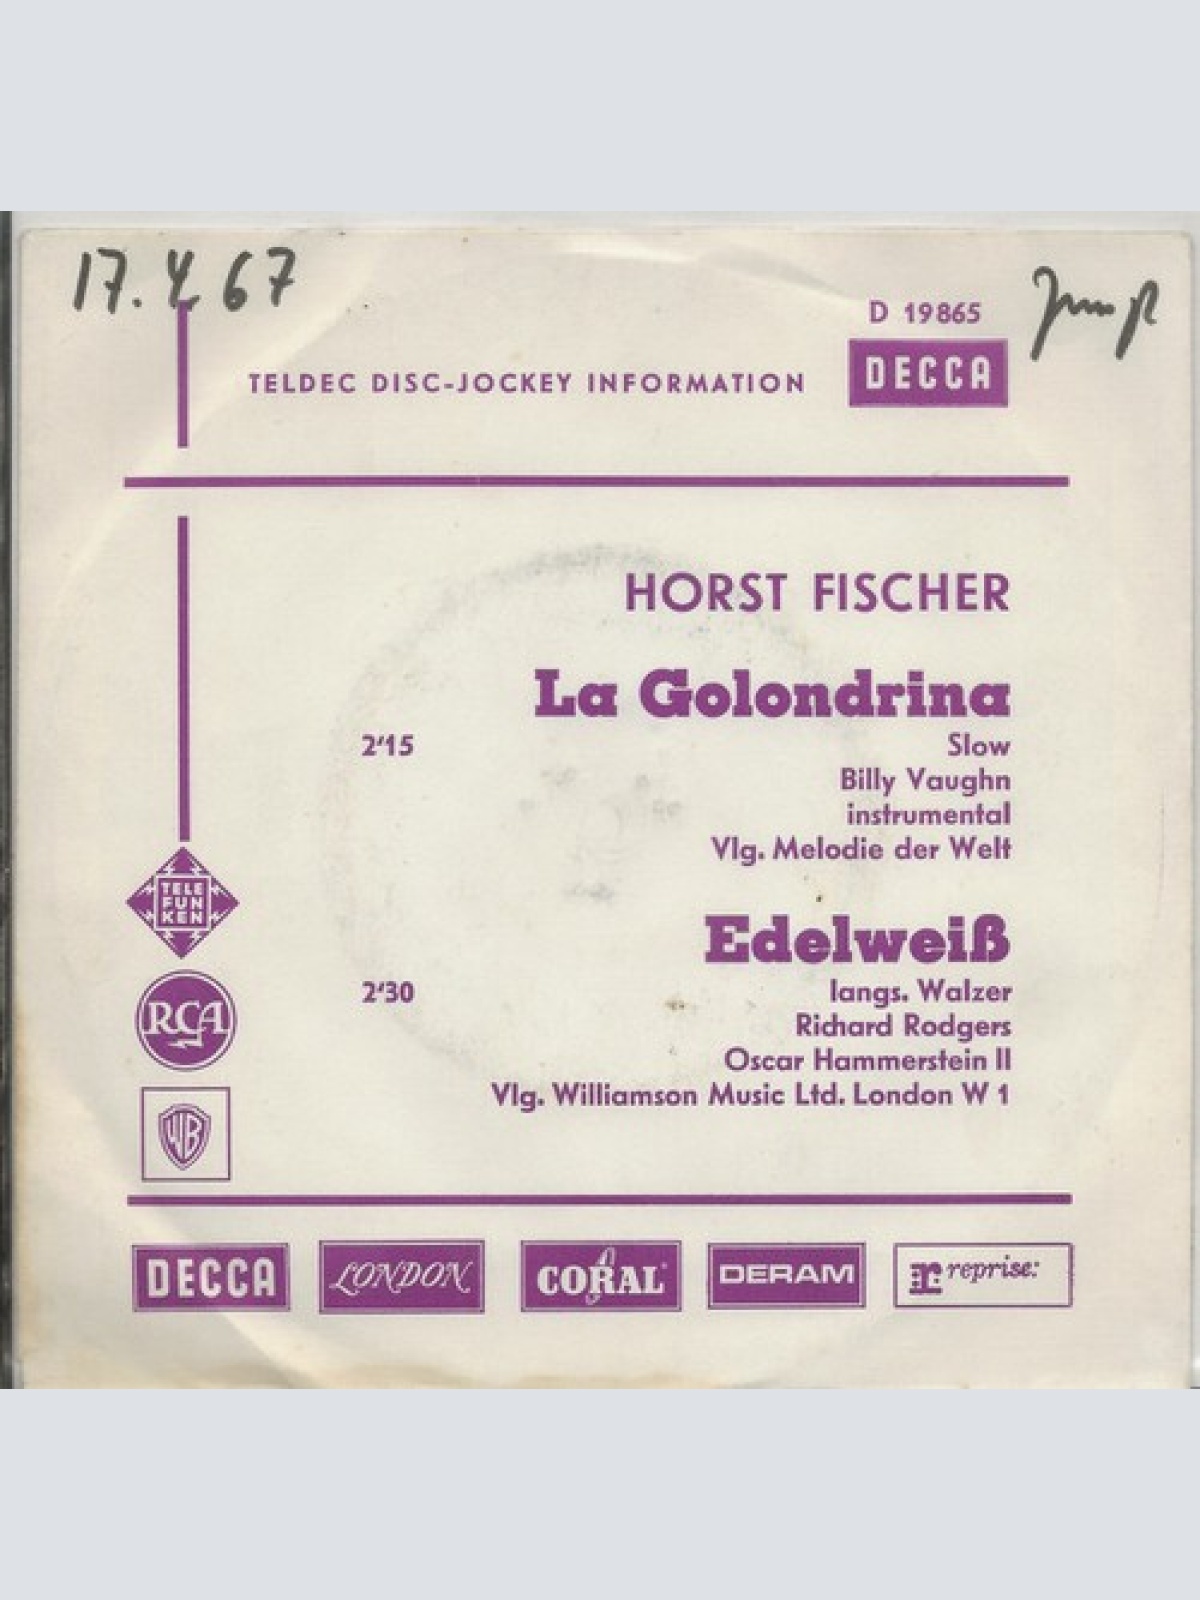 17.4.67
D 19865
TELDEC DISC-JOCKEY INFORMATION
DECCA
HORST FISCHER
La Golondrina
2'15 Slow
Billy Vaughn
instrumental
Vlg. Melodie der Welt
Edelweiß
2'30 langs. Walzer
Richard Rodgers
Oscar Hammerstein II
Vlg. Williamson Music Ltd. London W 1
TELE
FUN
KEN
RCA
WB
DECCA
LONDON
CORAL
DERAM
r reprise: